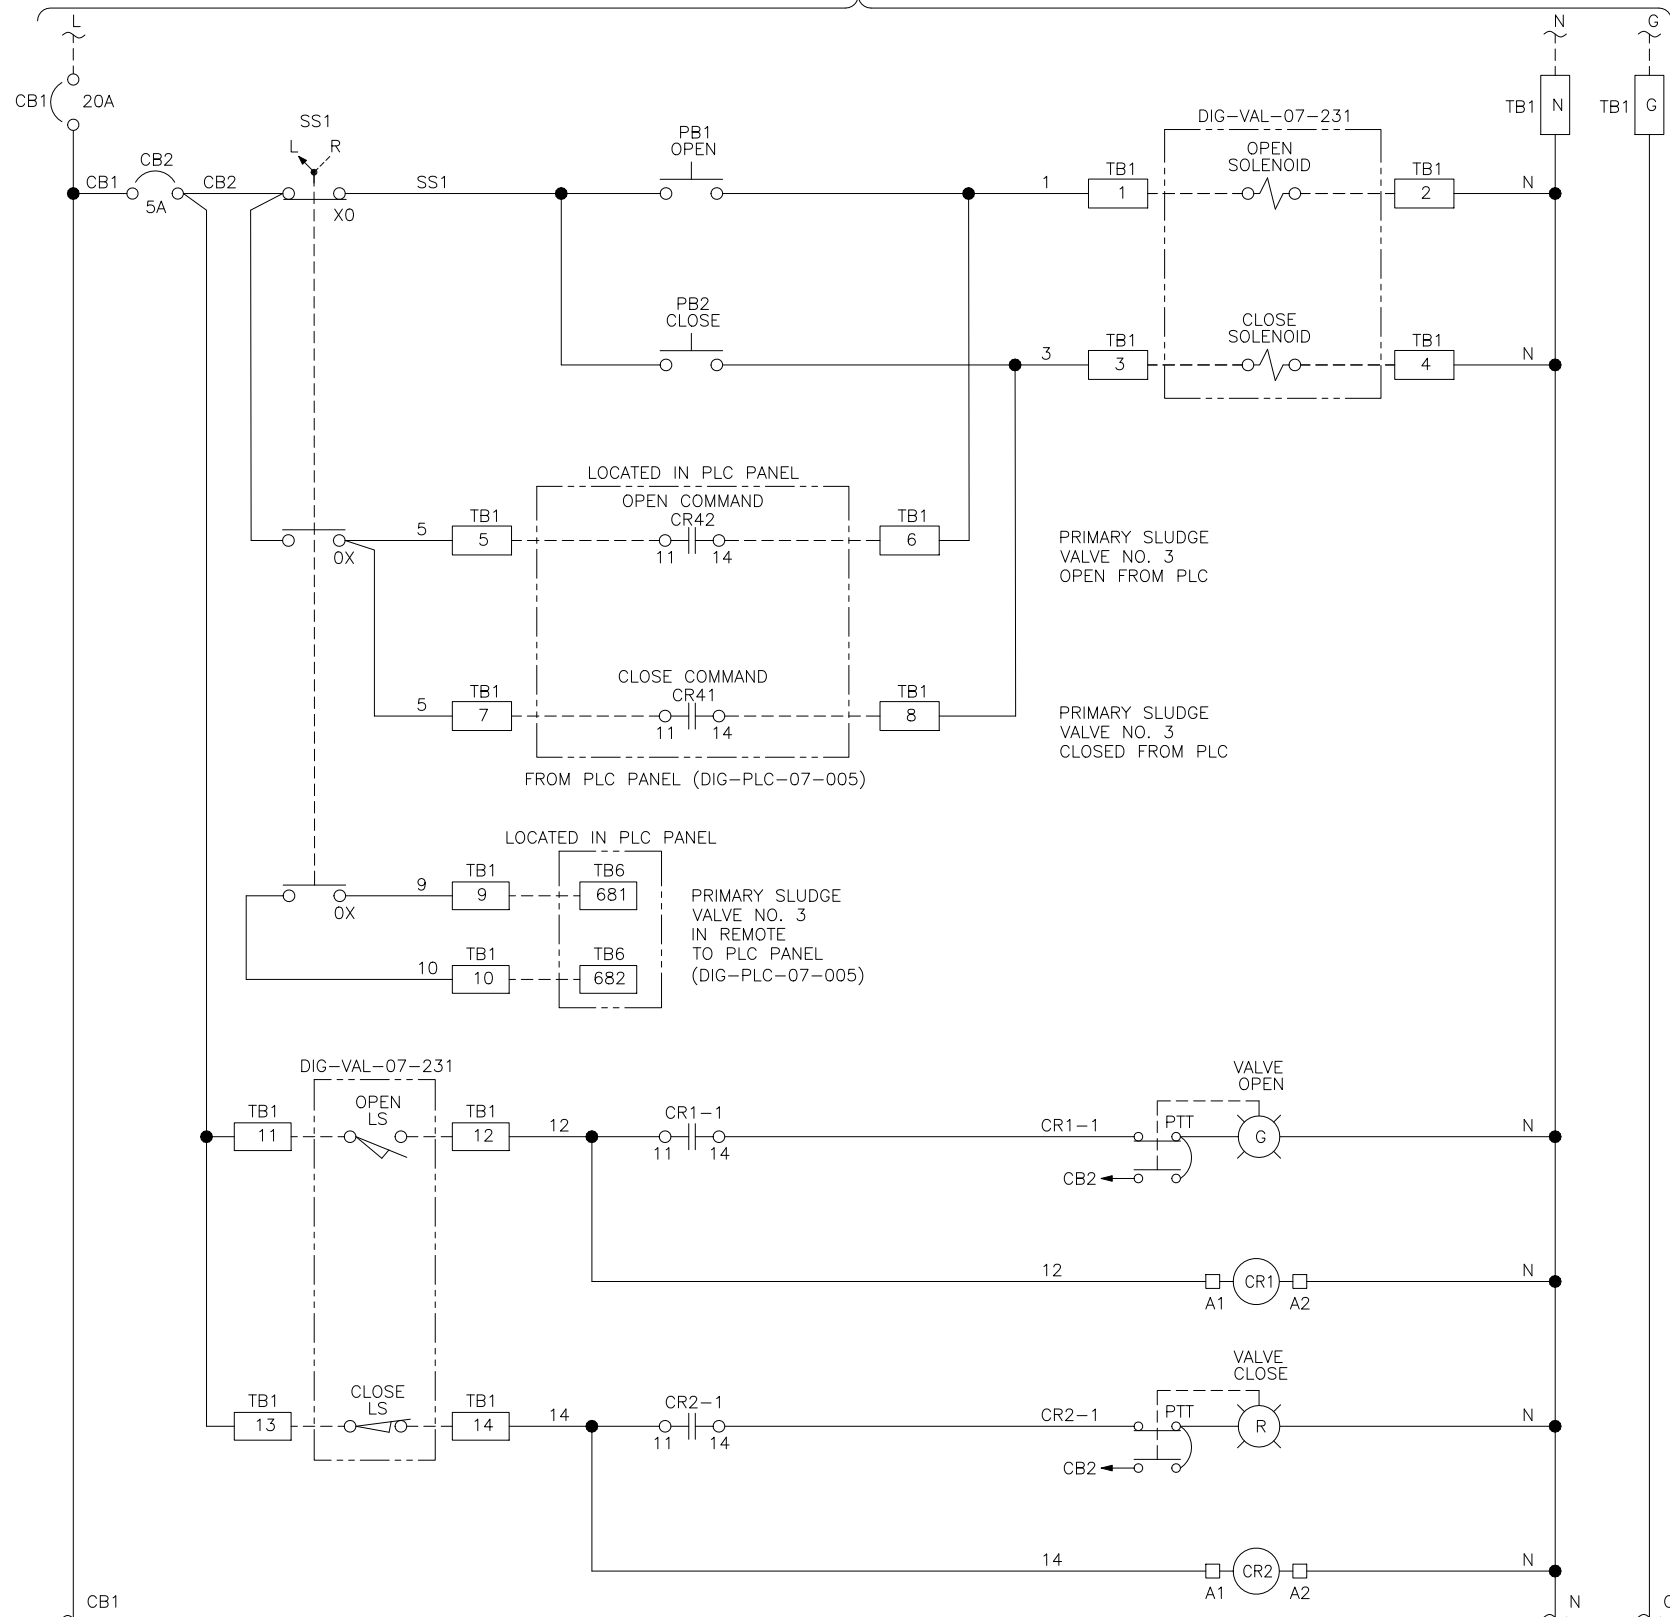 L
N
G
CB1
20A
TB1
N
TB1
G
SS1
L
R
CB1
CB2
5A
CB2
X0
SS1
PB1
OPEN
1
TB1
1
DIG-VAL-07-231
OPEN
SOLENOID
TB1
2
N
PB2
CLOSE
3
TB1
3
CLOSE
SOLENOID
TB1
4
N
LOCATED IN PLC PANEL
OPEN COMMAND
CR42
0X
5
TB1
5
11
14
TB1
6
PRIMARY SLUDGE
VALVE NO. 3
OPEN FROM PLC
CLOSE COMMAND
CR41
5
TB1
7
11
14
TB1
8
PRIMARY SLUDGE
VALVE NO. 3
CLOSED FROM PLC
FROM PLC PANEL (DIG-PLC-07-005)
LOCATED IN PLC PANEL
0X
9
TB1
9
TB6
681
10
TB1
10
TB6
682
PRIMARY SLUDGE
VALVE NO. 3
IN REMOTE
TO PLC PANEL
(DIG-PLC-07-005)
DIG-VAL-07-231
TB1
11
OPEN
LS
TB1
12
12
CR1-1
11
14
CR1-1
PTT
CB2
VALVE
OPEN
G
N
12
A1
CR1
A2
N
TB1
13
CLOSE
LS
TB1
14
14
CR2-1
11
14
CR2-1
PTT
CB2
VALVE
CLOSE
R
N
14
A1
CR2
A2
N
CB1
N